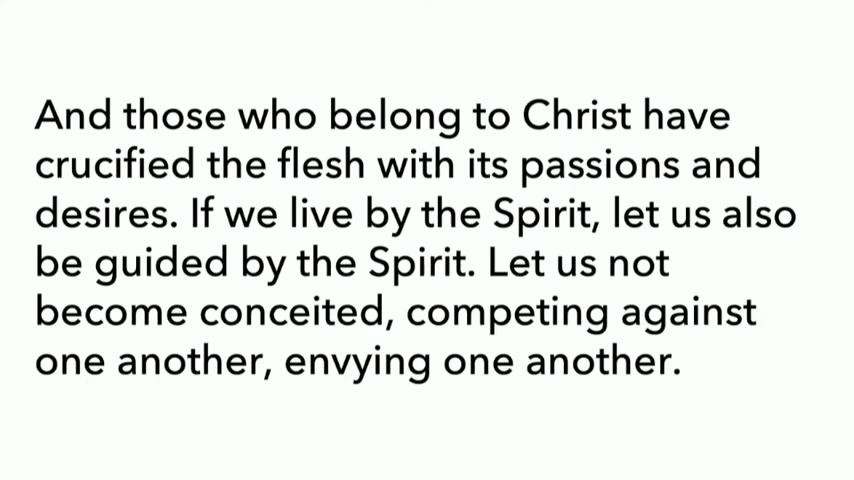 And those who belong to Christ have
crucified the flesh with its passions and
desires. If we live by the Spirit, let us also
be guided by the Spirit. Let us not
become conceited, competing against
one another, envying one another.